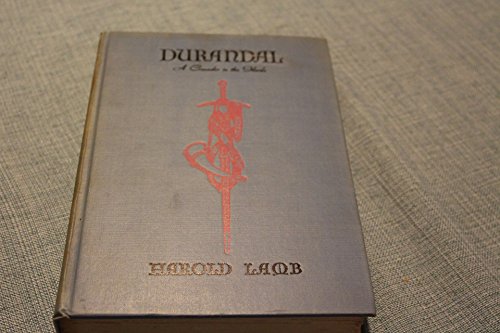 DURANDAL
A Crusader in the Horde
HAROLD LAMB